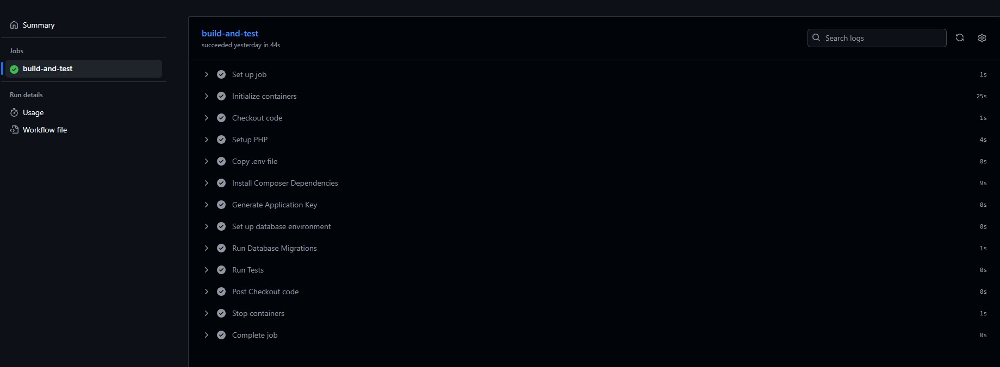 Summary
Jobs
build-and-test
Run details
Usage
Workflow file
build-and-test
succeeded yesterday in 44s
Search logs
Set up job 1s
Initialize containers 25s
Checkout code 1s
Setup PHP 4s
Copy .env file 0s
Install Composer Dependencies 9s
Generate Application Key 0s
Set up database environment 0s
Run Database Migrations 1s
Run Tests 0s
Post Checkout code 0s
Stop containers 1s
Complete job 0s